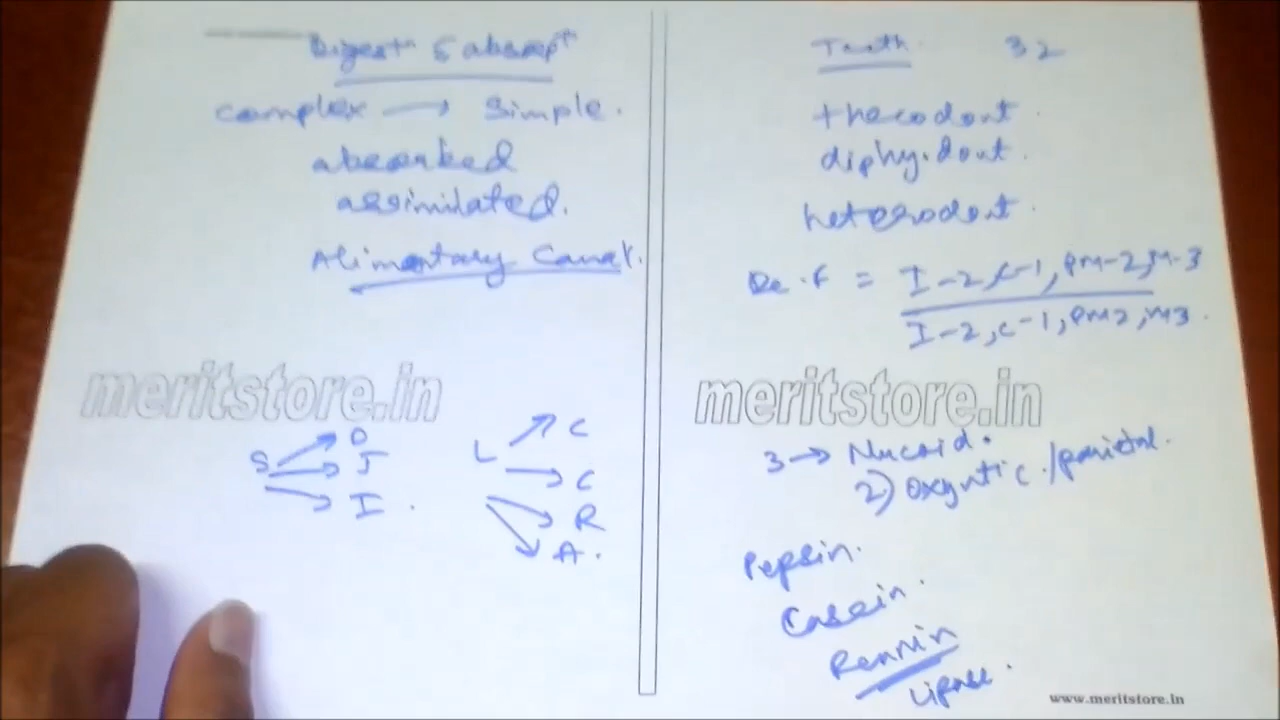 Digestⁿ & absorpᵗⁿ
complex → Simple.
absorbed
assimilated.
Alimentary Canal.
meritstore.in
S → D
→ J
→ I.
L → C
→ C
→ R
→ A.
Teeth 32
thecodont.
diphyodont.
heterodont.
De.F = I-2, C-1, PM-2, M-3
I-2, C-1, PM2, M3.
meritstore.in
3 → Mucoid.
2) Oxyntic /parietal.
Pepsin.
Casein.
Rennin
Lipase.
www.meritstore.in